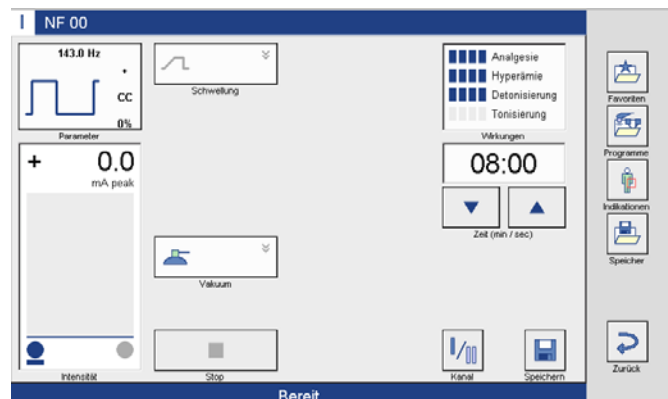 I NF 00
143.0 Hz
+
CC
0%
Parameter
Schwellung
Analgesie
Hyperämie
Detonisierung
Tonisierung
Wirkungen
+ 0.0
mA peak
Intensität
08:00
Zeit (min / sec)
Vakuum
Stop
Kanal
Speichern
Favoriten
Programme
Indikationen
Speicher
Zurück
Bereit